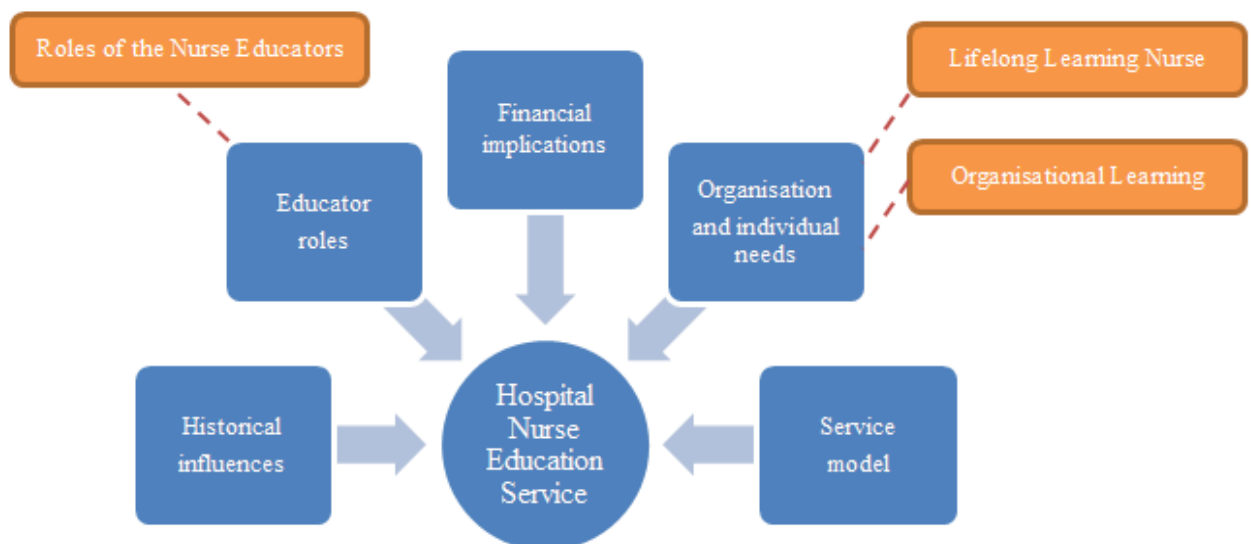 Roles of the Nurse Educators
Lifelong Learning Nurse
Financial
implications
Organisational Learning
Educator
roles
Organisation
and individual
needs
Historical
influences
Hospital
Nurse
Education
Service
Service
model